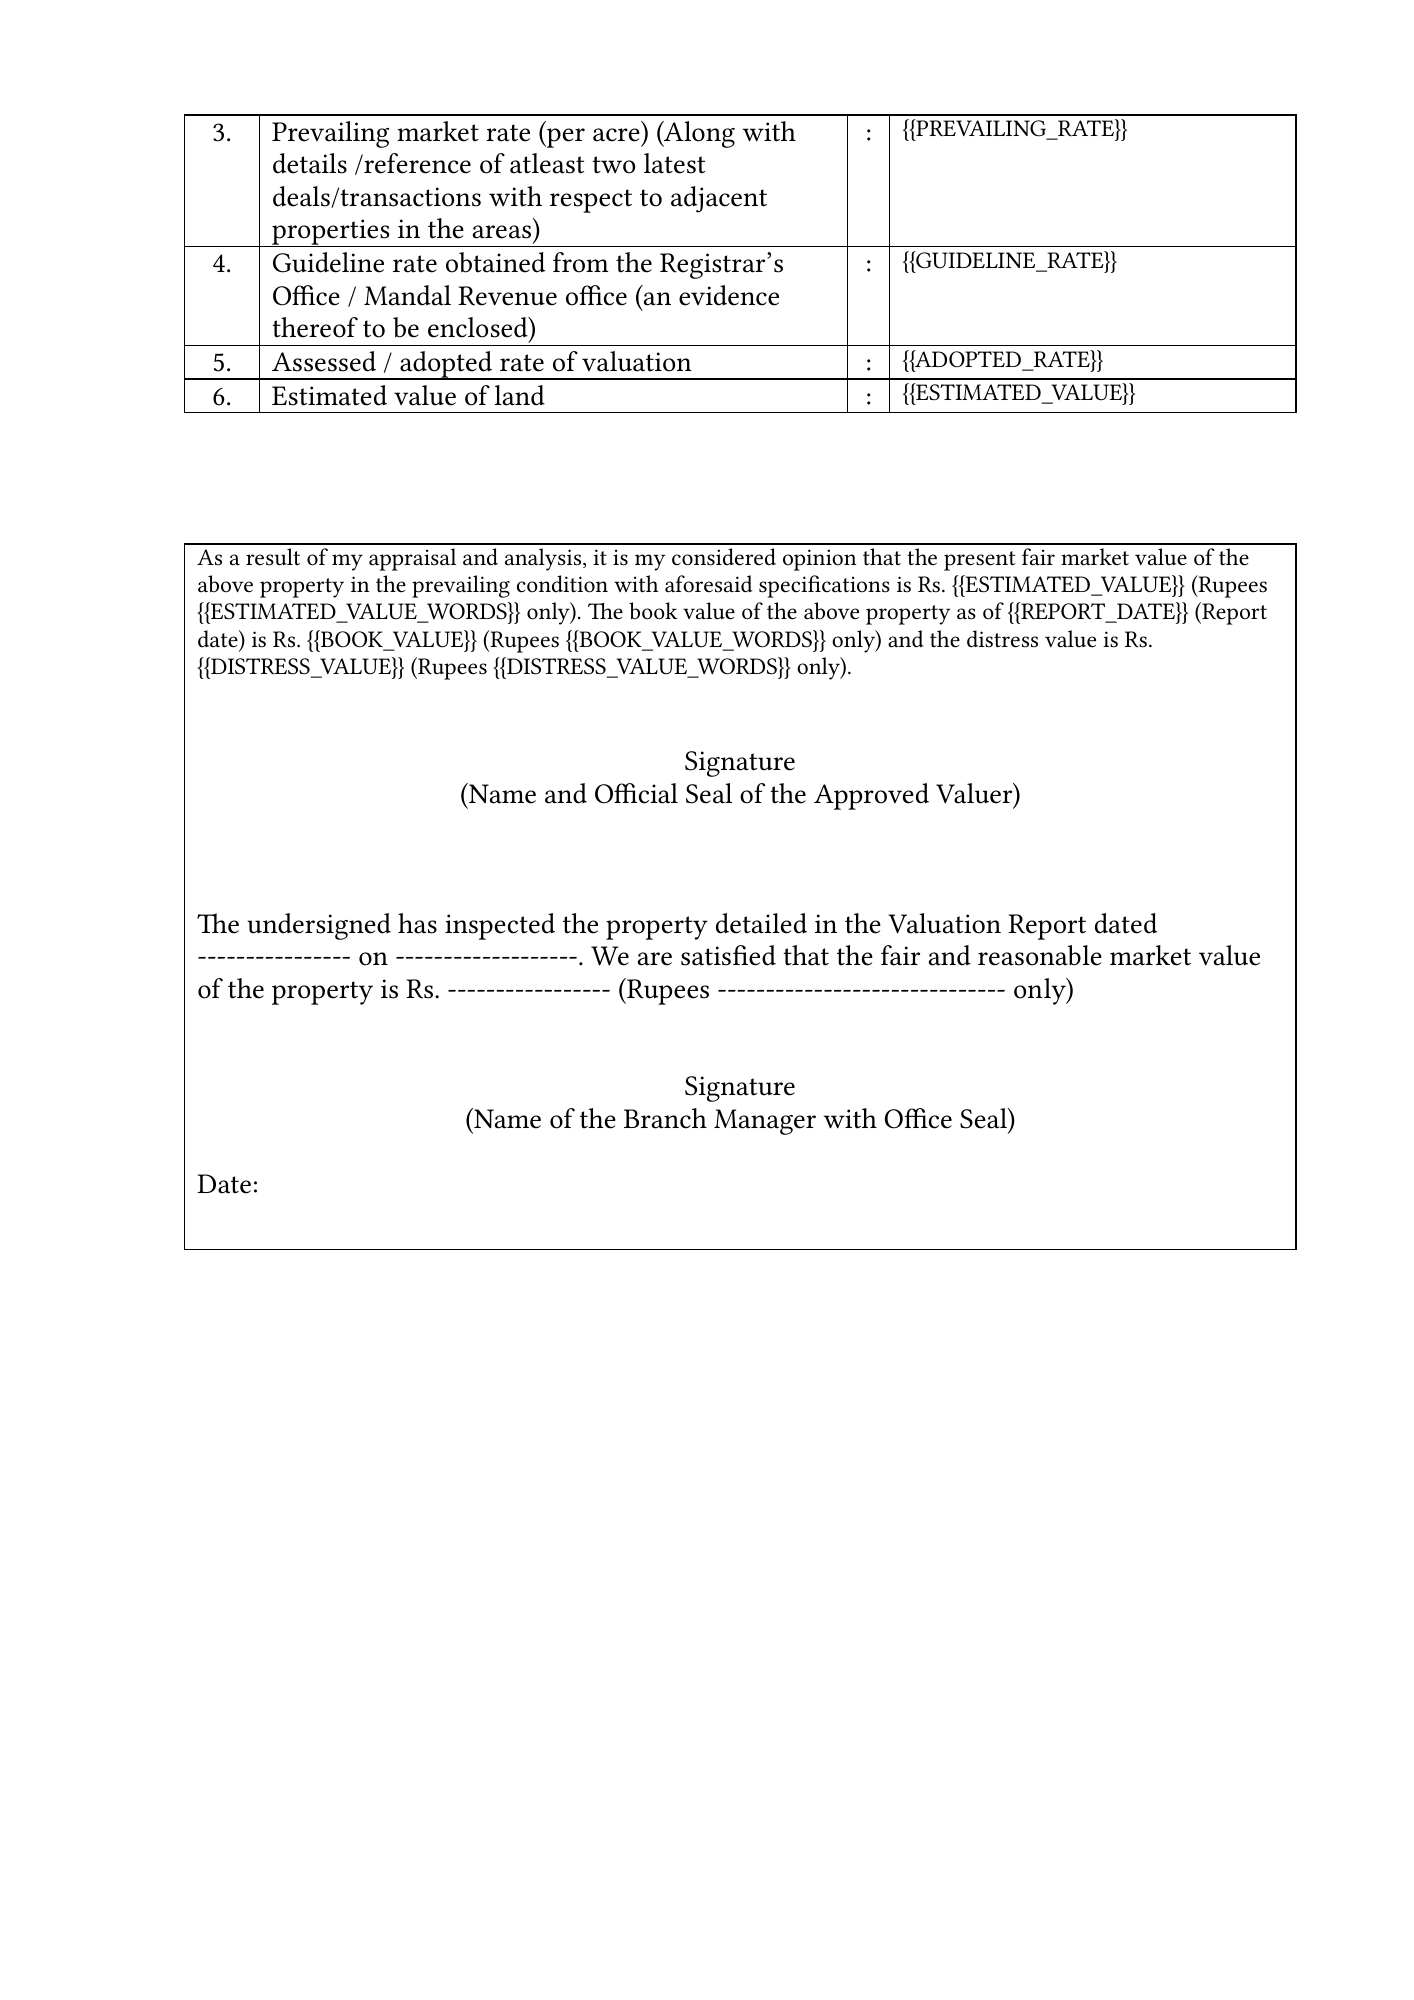 3. Prevailing market rate (per acre) (Along with : {{PREVAILING_RATE}}
details /reference of atleast two latest
deals/transactions with respect to adjacent
properties in the areas)
4. Guideline rate obtained from the Registrar’s : {{GUIDELINE_RATE}}
Office / Mandal Revenue office (an evidence
thereof to be enclosed)
5. Assessed / adopted rate of valuation : {{ADOPTED_RATE}}
6. Estimated value of land : {{ESTIMATED_VALUE}}
As a result of my appraisal and analysis, it is my considered opinion that the present fair market value of the
above property in the prevailing condition with aforesaid specifications is Rs. {{ESTIMATED_VALUE}} (Rupees
{{ESTIMATED_VALUE_WORDS}} only). The book value of the above property as of {{REPORT_DATE}} (Report
date) is Rs. {{BOOK_VALUE}} (Rupees {{BOOK_VALUE_WORDS}} only) and the distress value is Rs.
{{DISTRESS_VALUE}} (Rupees {{DISTRESS_VALUE_WORDS}} only).
Signature
(Name and Official Seal of the Approved Valuer)
The undersigned has inspected the property detailed in the Valuation Report dated
---------------- on -------------------. We are satisfied that the fair and reasonable market value
of the property is Rs. ----------------- (Rupees ------------------------------ only)
Signature
(Name of the Branch Manager with Office Seal)
Date: